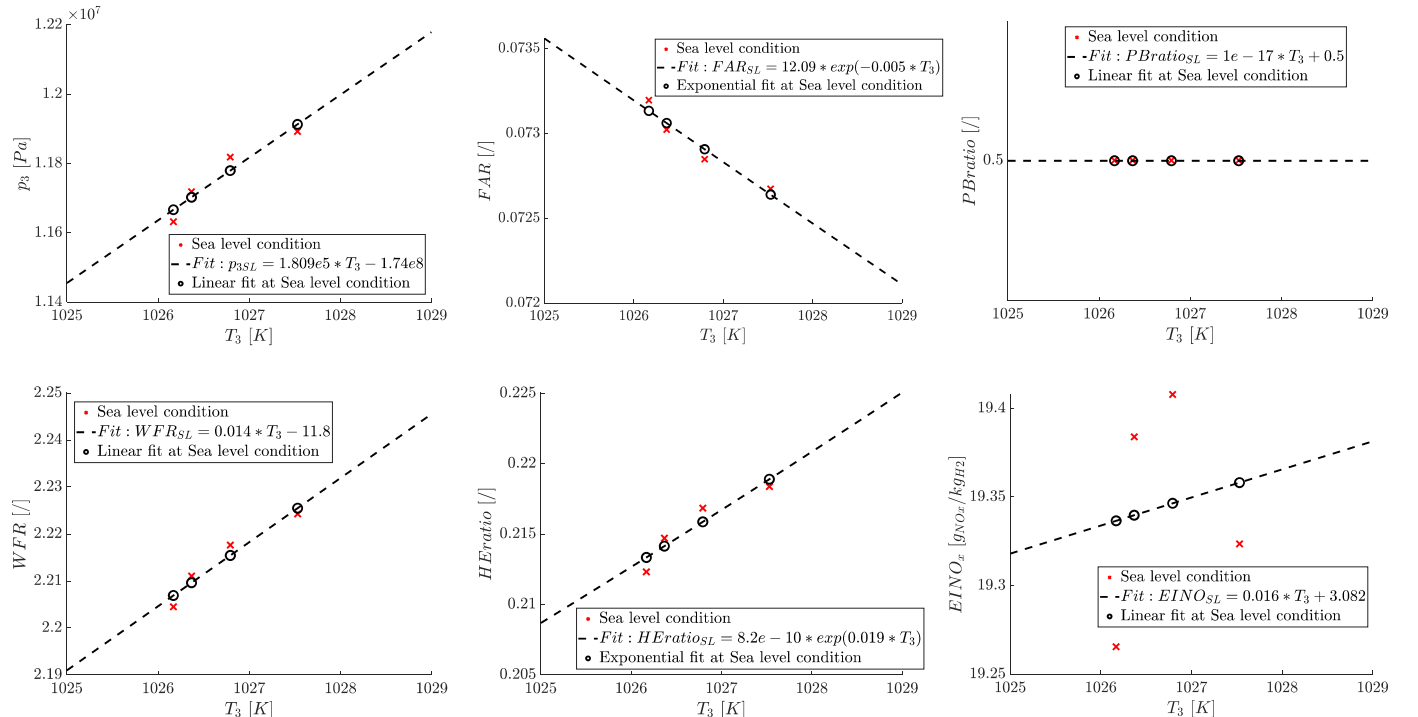 ×10⁷
1.22
1.2
1.18
1.16
1.14
p₃ [Pa]
Sea level condition
Fit : p₃SL = 1.809e5 ∗ T₃ − 1.74e8
Linear fit at Sea level condition
1025 1026 1027 1028 1029
T₃ [K]
0.0735
0.073
0.0725
0.072
FAR [/]
Sea level condition
Fit : FAR_SL = 12.09 ∗ exp(−0.005 ∗ T₃)
Exponential fit at Sea level condition
1025 1026 1027 1028 1029
T₃ [K]
0.5
PBratio [/]
Sea level condition
Fit : PBratio_SL = 1e − 17 ∗ T₃ + 0.5
Linear fit at Sea level condition
1025 1026 1027 1028 1029
T₃ [K]
2.25
2.24
2.23
2.22
2.21
2.2
2.19
WFR [/]
Sea level condition
Fit : WFR_SL = 0.014 ∗ T₃ − 11.8
Linear fit at Sea level condition
1025 1026 1027 1028 1029
T₃ [K]
0.225
0.22
0.215
0.21
0.205
HEratio [/]
Sea level condition
Fit : HEratio_SL = 8.2e − 10 ∗ exp(0.019 ∗ T₃)
Exponential fit at Sea level condition
1025 1026 1027 1028 1029
T₃ [K]
19.4
19.35
19.3
19.25
EINOₓ [g_NOx/kg_H2]
Sea level condition
Fit : EINO_SL = 0.016 ∗ T₃ + 3.082
Linear fit at Sea level condition
1025 1026 1027 1028 1029
T₃ [K]